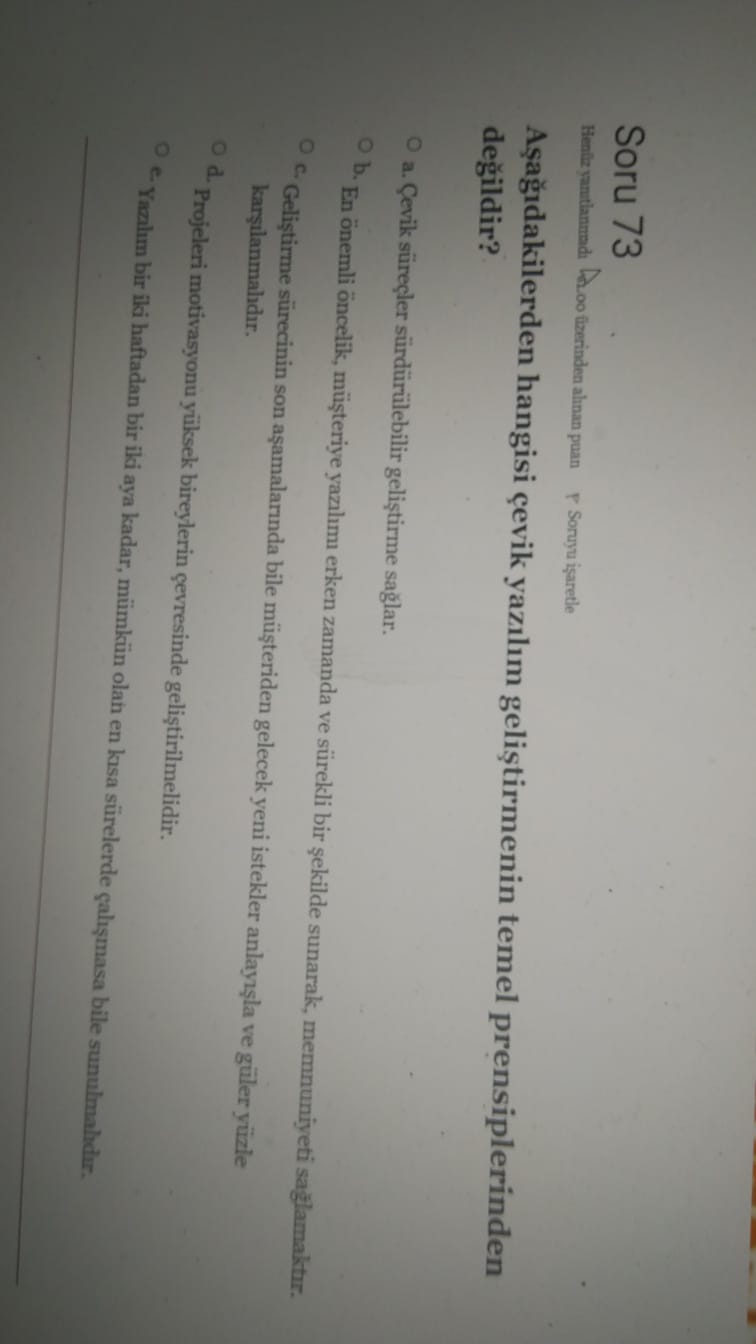 Soru 73
Henüz yanıtlanmadı .00 üzerinden alınan puan Soruyu işaretle
Aşağıdakilerden hangisi çevik yazılım geliştirmenin temel prensiplerinden
değildir?
a. Çevik süreçler sürdürülebilir geliştirme sağlar.
b. En önemli öncelik, müşteriye yazılımı erken zamanda ve sürekli bir şekilde sunarak, memnuniyeti sağlamaktır.
c. Geliştirme sürecinin son aşamalarında bile müşteriden gelecek yeni istekler anlayışla ve güler yüzle
karşılanmalıdır.
d. Projeleri motivasyonu yüksek bireylerin çevresinde geliştirilmelidir.
e. Yazılım bir iki haftadan bir iki aya kadar, mümkün olan en kısa sürelerde çalışmasa bile sunulmalıdır.